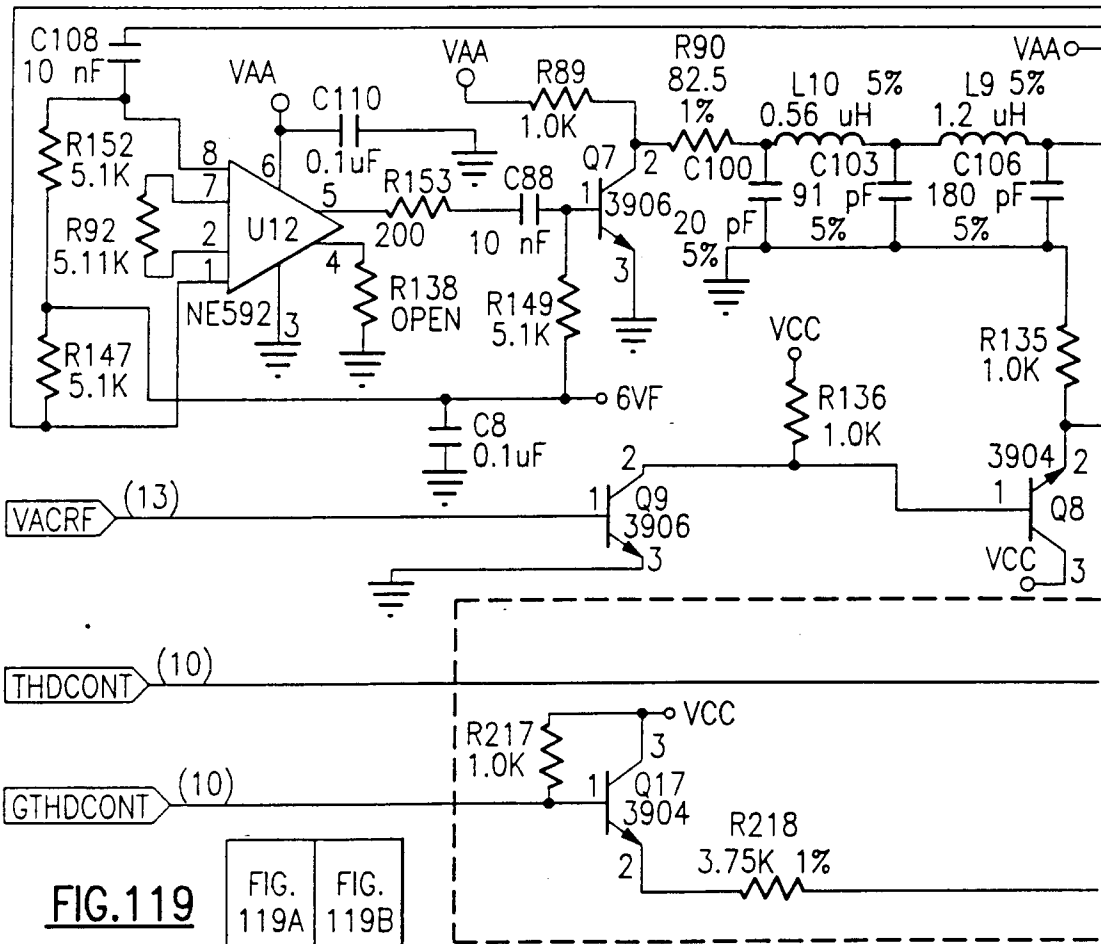 C108
10 nF
VAA
C110
0.1uF
R152
5.1K
R92
5.11K
R147
5.1K
8
7
2
1
6
5
4
3
U12
NE592
R153
200
R138
OPEN
C88
10 nF
R149
5.1K
VAA
R89
1.0K
Q7
3906
1
2
3
R90
82.5
1%
L10 5%
0.56 uH
L9 5%
1.2 uH
VAA
C100
20 pF
5%
C103
91 pF
5%
C106
180 pF
5%
C8
0.1uF
6VF
VCC
R136
1.0K
R135
1.0K
VACRF
(13)
1
2
3
Q9
3906
3904
1
2
3
Q8
VCC
THDCONT
(10)
GTHDCONT
(10)
R217
1.0K
VCC
1
3
2
Q17
3904
R218
3.75K 1%
FIG.119
FIG.
119A
FIG.
119B